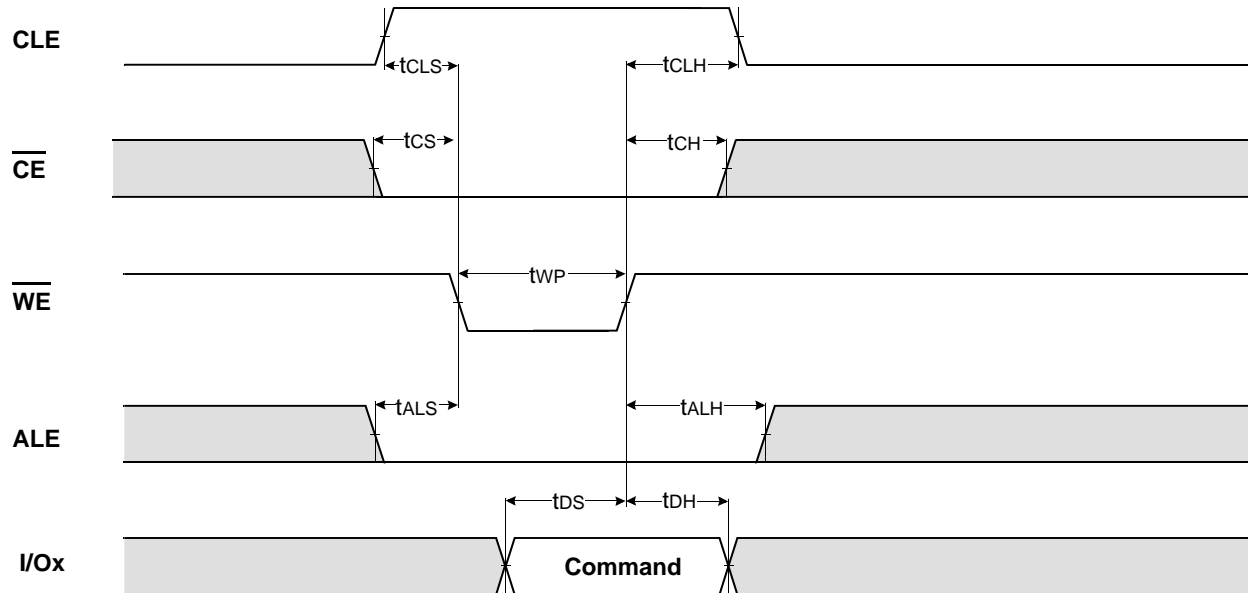 CLE
tCLS
tCLH
CE
tCS
tCH
WE
tWP
ALE
tALS
tALH
tDS
tDH
I/Ox
Command